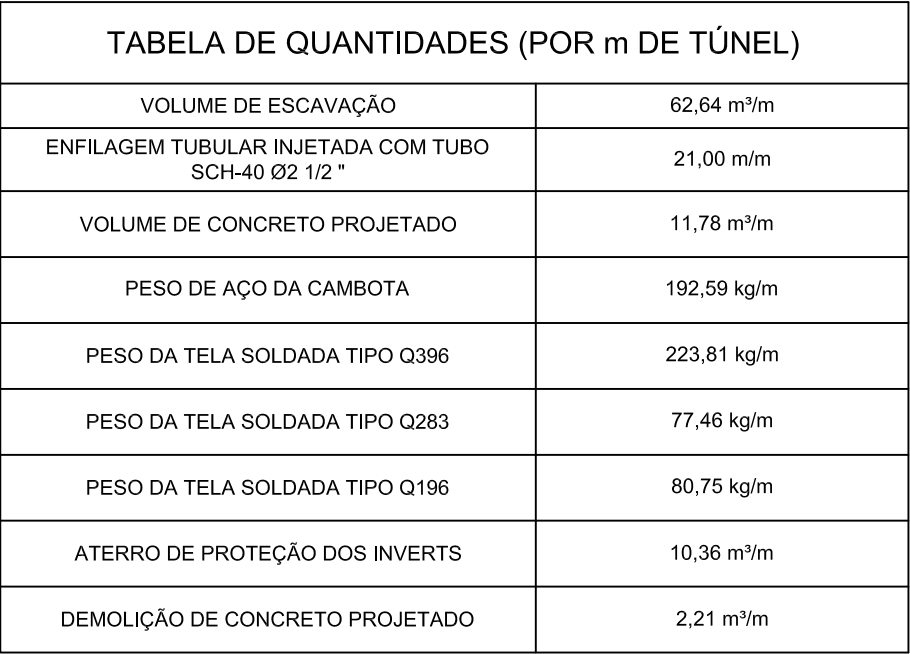 TABELA DE QUANTIDADES (POR m DE TÚNEL)
VOLUME DE ESCAVAÇÃO 62,64 m³/m
ENFILAGEM TUBULAR INJETADA COM TUBO
SCH-40 Ø2 1/2 " 21,00 m/m
VOLUME DE CONCRETO PROJETADO 11,78 m³/m
PESO DE AÇO DA CAMBOTA 192,59 kg/m
PESO DA TELA SOLDADA TIPO Q396 223,81 kg/m
PESO DA TELA SOLDADA TIPO Q283 77,46 kg/m
PESO DA TELA SOLDADA TIPO Q196 80,75 kg/m
ATERRO DE PROTEÇÃO DOS INVERTS 10,36 m³/m
DEMOLIÇÃO DE CONCRETO PROJETADO 2,21 m³/m